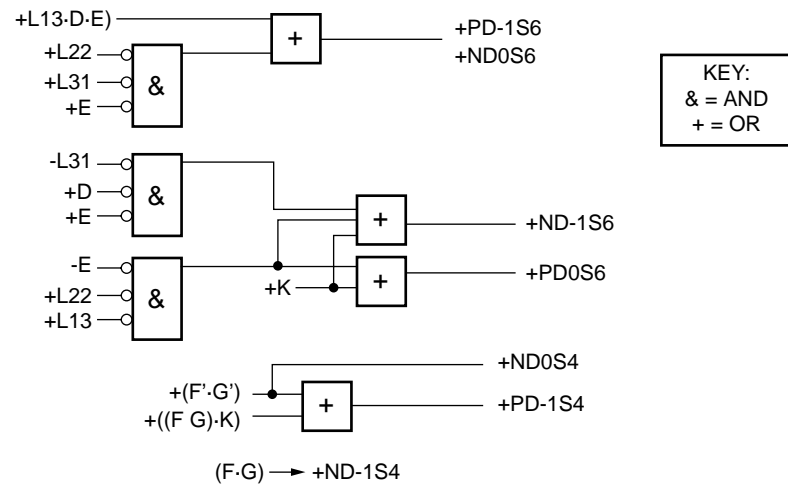 +L13·D·E)
+L22
+L31
+E
&
+
+PD-1S6
+ND0S6
KEY:
& = AND
+ = OR
-L31
+D
+E
&
+
+ND-1S6
-E
+L22
+L13
&
+K
+
+PD0S6
+ND0S4
+(F'·G')
+((F G)·K)
+
+PD-1S4
(F·G) → +ND-1S4